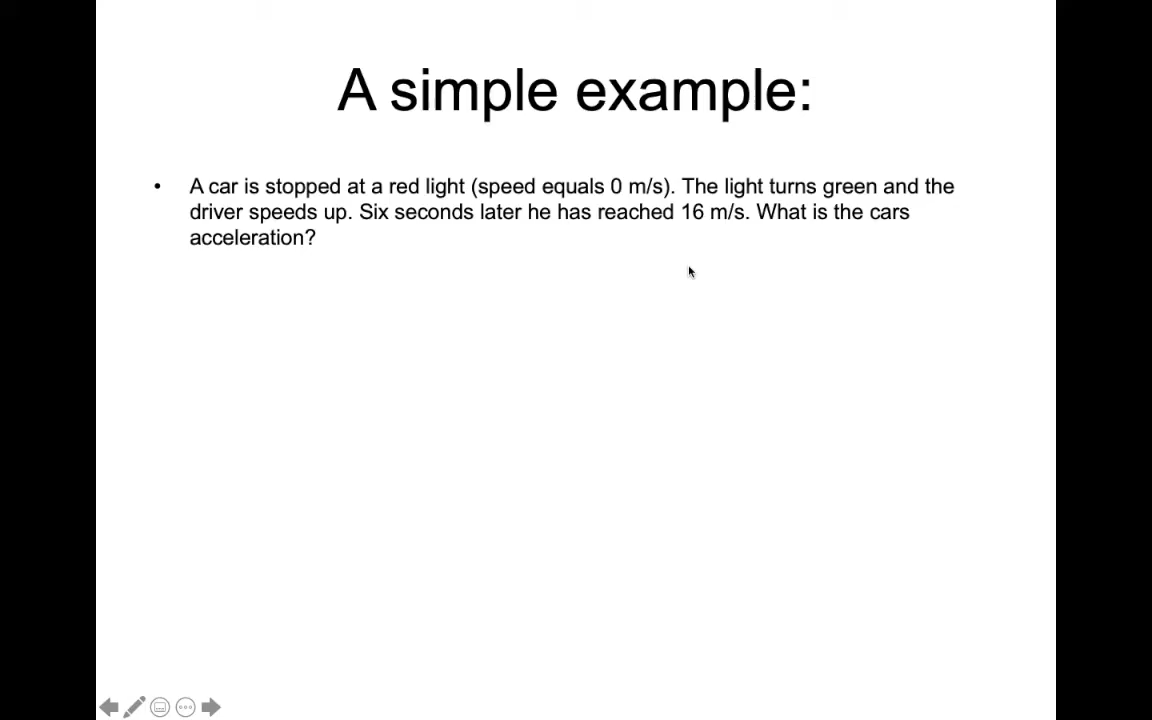 A simple example:
• A car is stopped at a red light (speed equals 0 m/s). The light turns green and the
driver speeds up. Six seconds later he has reached 16 m/s. What is the cars
acceleration?